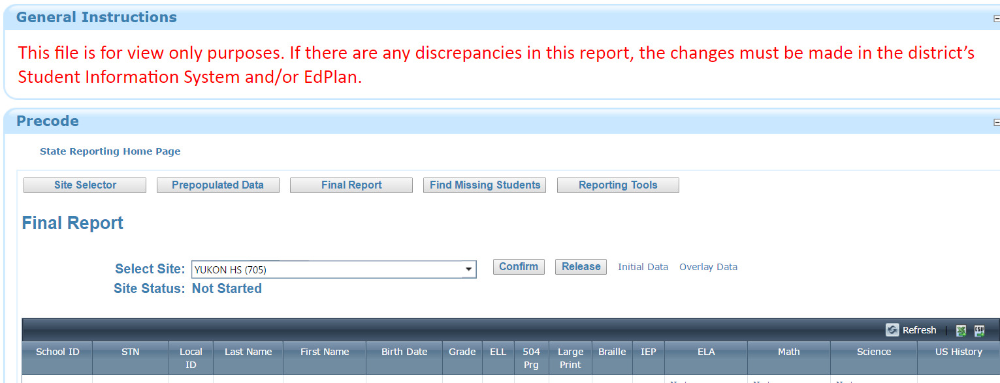 General Instructions
This file is for view only purposes. If there are any discrepancies in this report, the changes must be made in the district’s
Student Information System and/or EdPlan.
Precode
State Reporting Home Page
Site Selector Prepopulated Data Final Report Find Missing Students Reporting Tools
Final Report
Select Site: YUKON HS (705) Confirm Release Initial Data Overlay Data
Site Status: Not Started
Refresh | CSV
School ID STN Local ID Last Name First Name Birth Date Grade ELL 504 Prg Large Print Braille IEP ELA Math Science US History